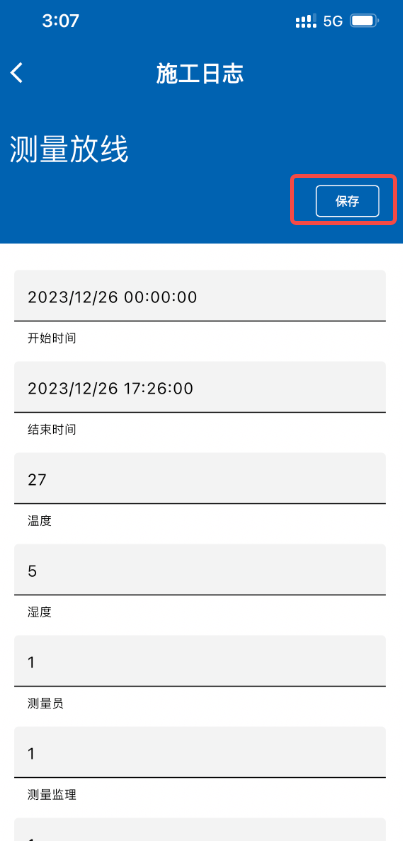 3:07 5G
施工日志
测量放线
保存
2023/12/26 00:00:00
开始时间
2023/12/26 17:26:00
结束时间
27
温度
5
湿度
1
测量员
1
测量监理